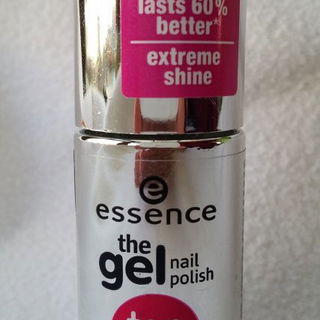 lasts 60%
better*
extreme
shine
e
essence
the
gel nail
polish